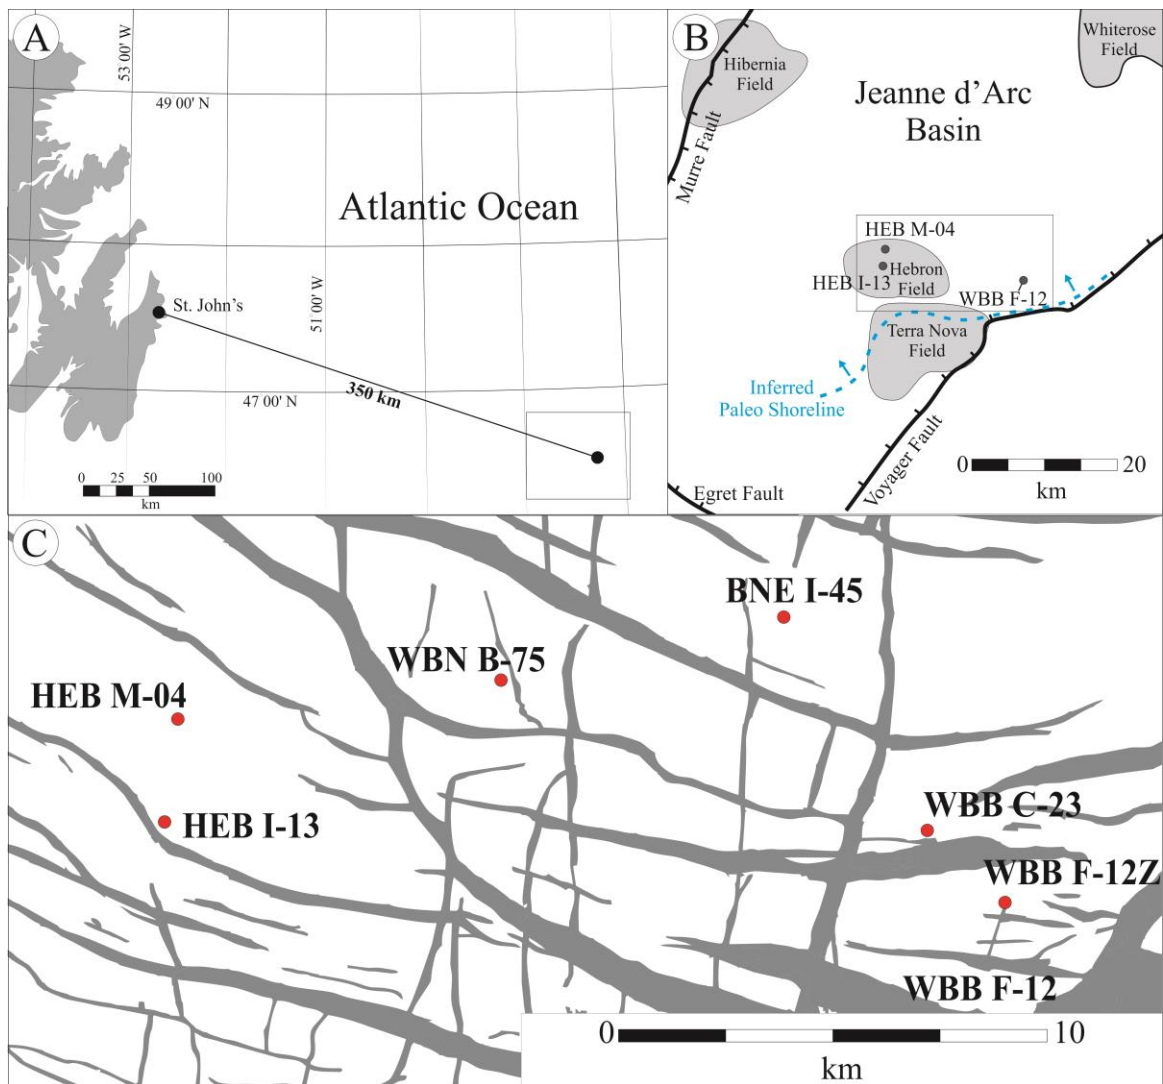 A
53 00' W
49 00' N
Atlantic Ocean
St. John's
51 00' W
350 km
47 00' N
0 25 50 100
km
B
Hibernia
Field
Whiterose
Field
Jeanne d'Arc
Basin
Murre Fault
HEB M-04
HEB I-13
Hebron
Field
WBB F-12
Terra Nova
Field
Inferred
Paleo Shoreline
Voyager Fault
Egret Fault
0 20
km
C
BNE I-45
WBN B-75
HEB M-04
HEB I-13
WBB C-23
WBB F-12Z
WBB F-12
0 10
km